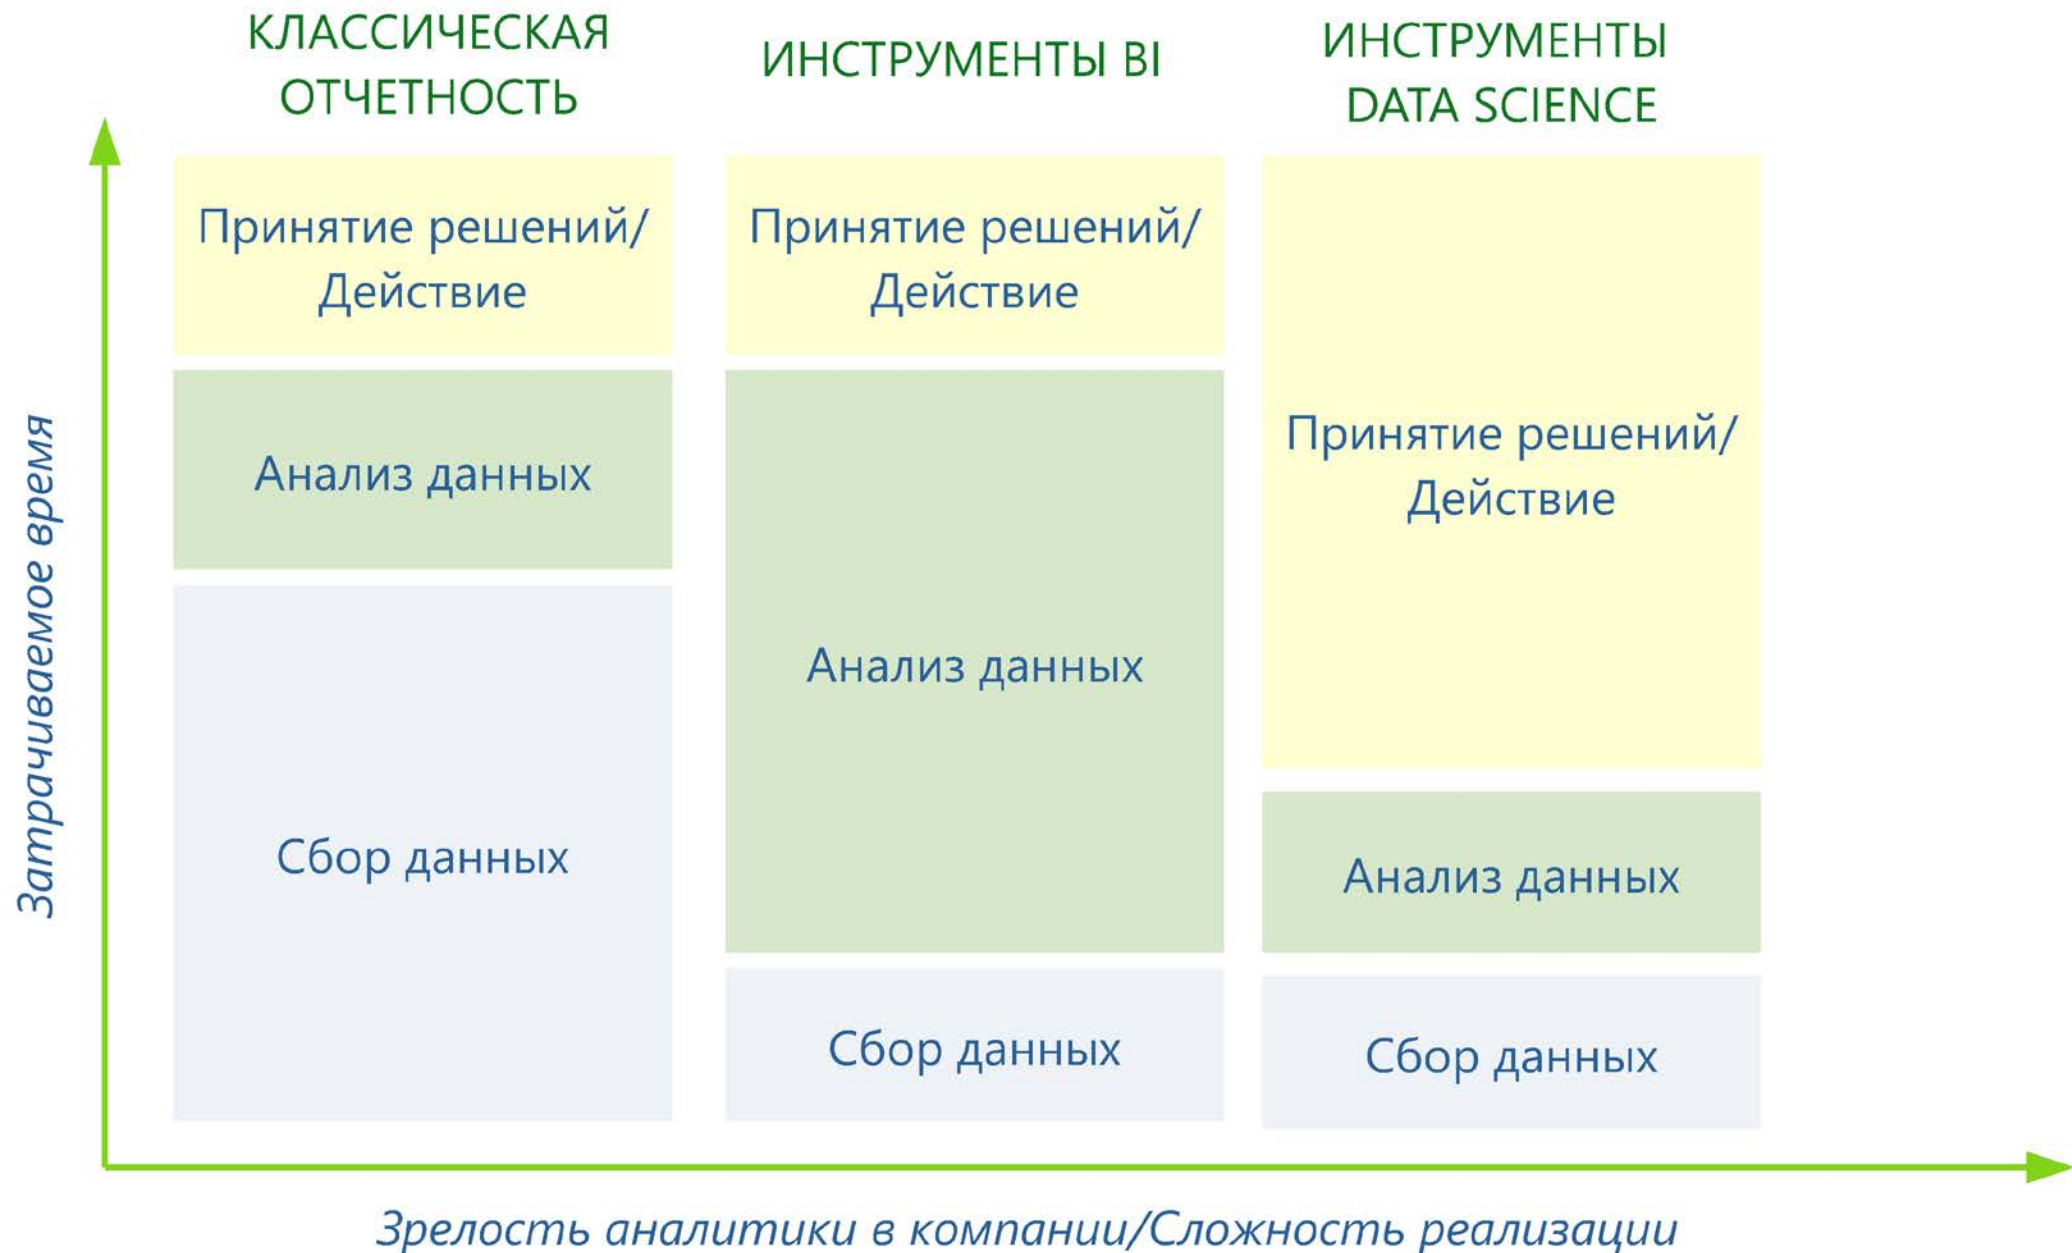 КЛАССИЧЕСКАЯ
ОТЧЕТНОСТЬ
ИНСТРУМЕНТЫ BI
ИНСТРУМЕНТЫ
DATA SCIENCE
Затрачиваемое время
Принятие решений/
Действие
Анализ данных
Сбор данных
Принятие решений/
Действие
Анализ данных
Сбор данных
Принятие решений/
Действие
Анализ данных
Сбор данных
Зрелость аналитики в компании/Сложность реализации